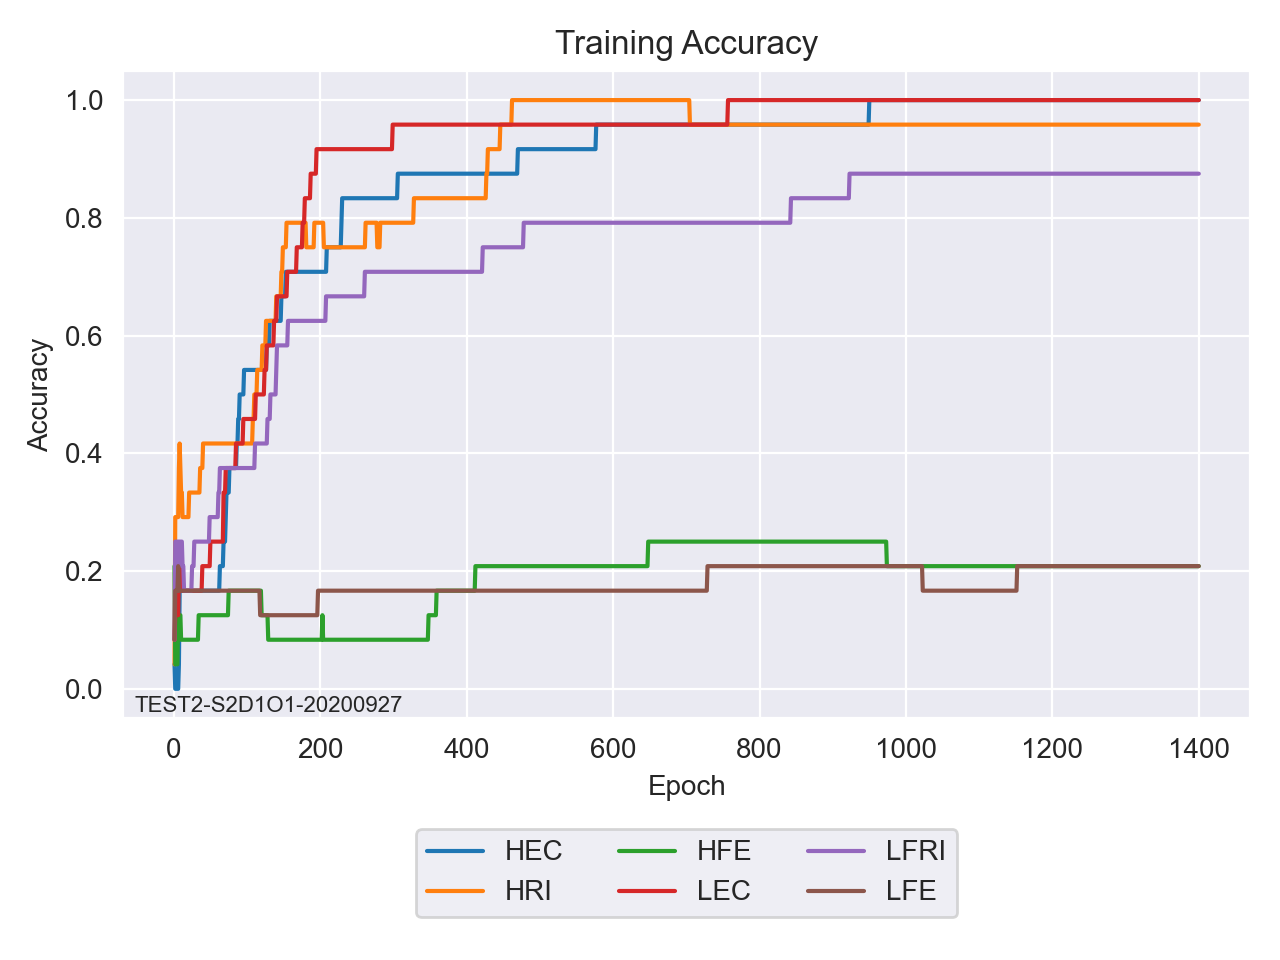 Training Accuracy
1.0
0.8
0.6
0.4
0.2
0.0
Accuracy
TEST2-S2D1O1-20200927
0 200 400 600 800 1000 1200 1400
Epoch
HEC HFE LFRI
HRI LEC LFE